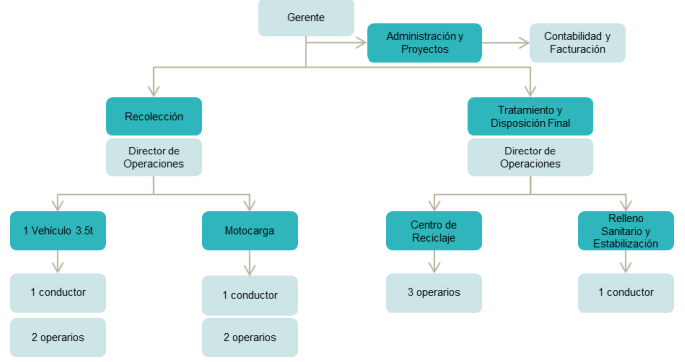 Gerente
Administración y
Proyectos
Contabilidad y
Facturación
Recolección
Tratamiento y
Disposición Final
Director de
Operaciones
Director de
Operaciones
1 Vehículo 3.5t
Motocarga
Centro de
Reciclaje
Relleno
Sanitario y
Estabilización
1 conductor
1 conductor
3 operarios
1 conductor
2 operarios
2 operarios